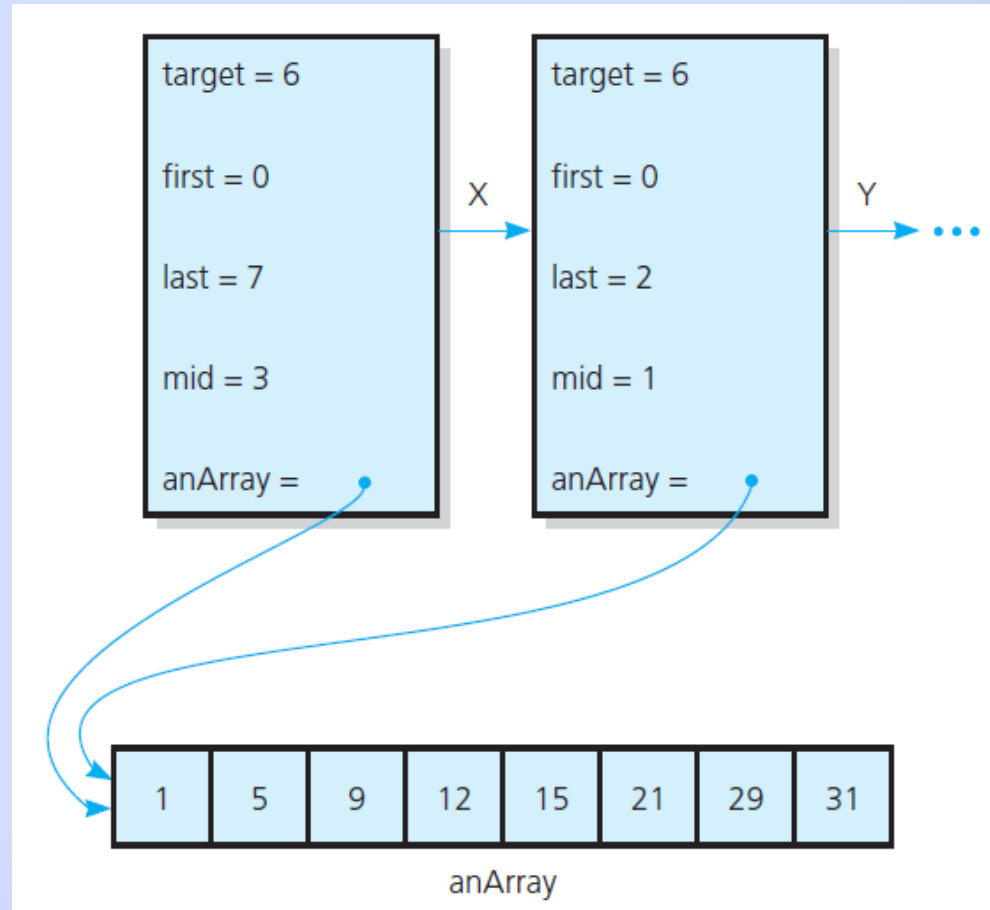 target = 6
first = 0
last = 7
mid = 3
anArray =
X
target = 6
first = 0
last = 2
mid = 1
anArray =
Y
1 5 9 12 15 21 29 31
anArray